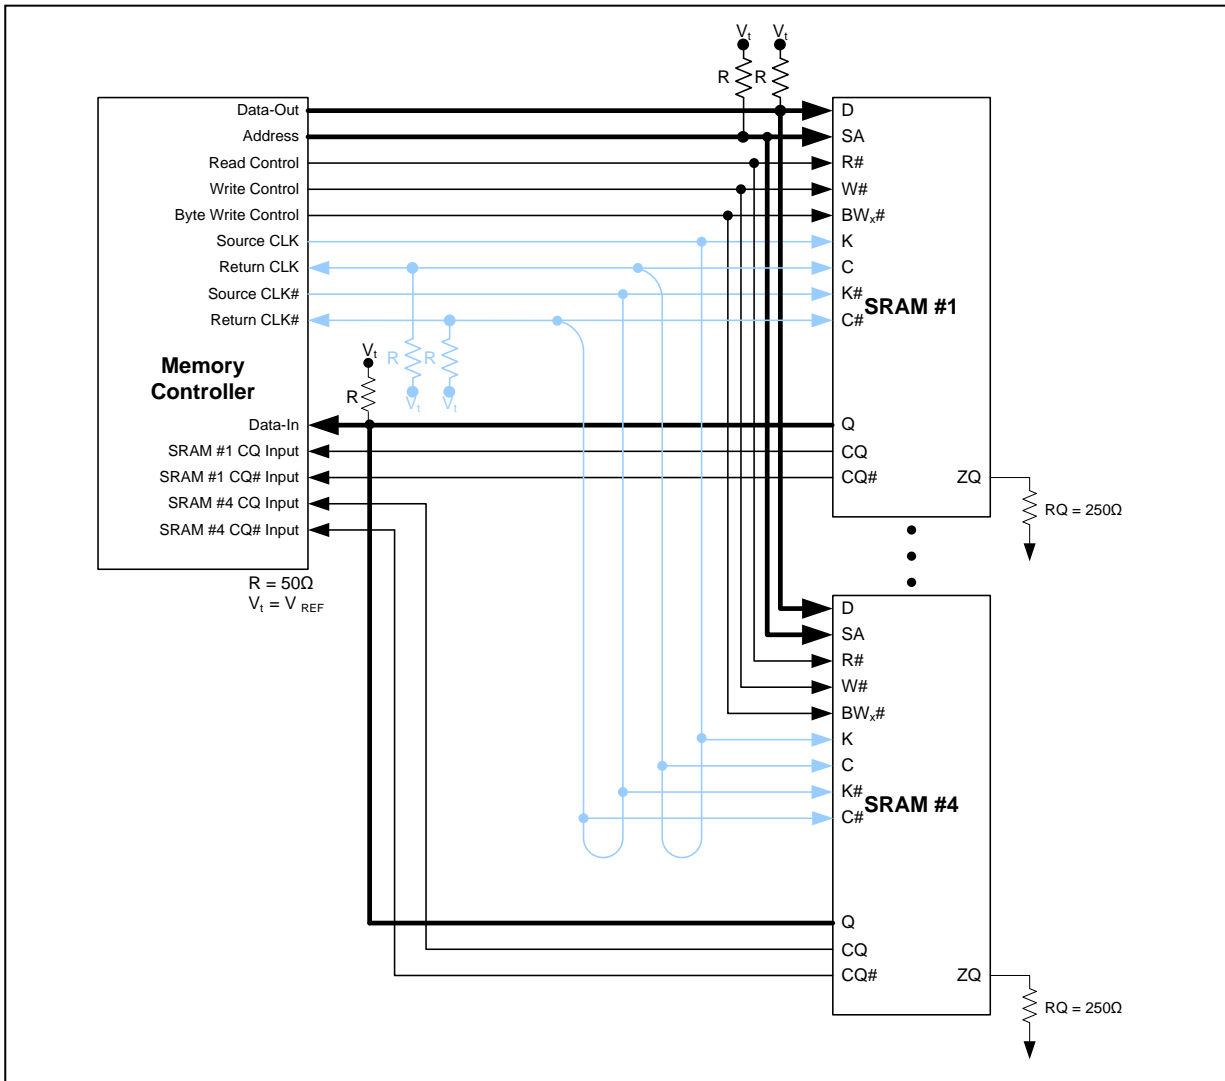 Vt Vt
R R
Data-Out
Address
Read Control
Write Control
Byte Write Control
Source CLK
Return CLK
Source CLK#
Return CLK#
Memory
Controller
Data-In
SRAM #1 CQ Input
SRAM #1 CQ# Input
SRAM #4 CQ Input
SRAM #4 CQ# Input
R = 50Ω
Vt = V REF
Vt
R
R R
Vt Vt
D
SA
R#
W#
BWx#
K
C
K#
SRAM #1
C#
Q
CQ
CQ#
ZQ
RQ = 250Ω
D
SA
R#
W#
BWx#
K
C
K#
SRAM #4
C#
Q
CQ
CQ#
ZQ
RQ = 250Ω